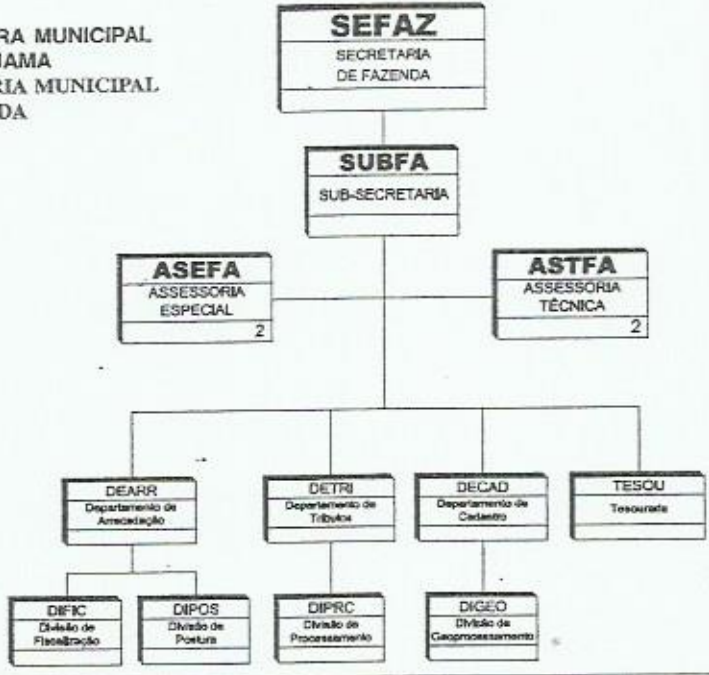 RA MUNICIPAL
JAMA
RIA MUNICIPAL
DA
SEFAZ
SECRETARIA
DE FAZENDA
SUBFA
SUB-SECRETARIA
ASEFA
ASSESSORIA
ESPECIAL
2
ASTFA
ASSESSORIA
TÉCNICA
2
DEARR
Departamento de
Arrecadação
DETRI
Departamento de
Tributos
DECAD
Departamento de
Cadastro
TESOU
Tesouraria
DIFIC
Divisão de
Fiscalização
DIPOS
Divisão de
Postura
DIPRC
Divisão de
Processamento
DIGEO
Divisão de
Geoprocessamento